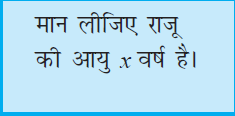 मान लीजिए राजू
की आयु x वर्ष है।